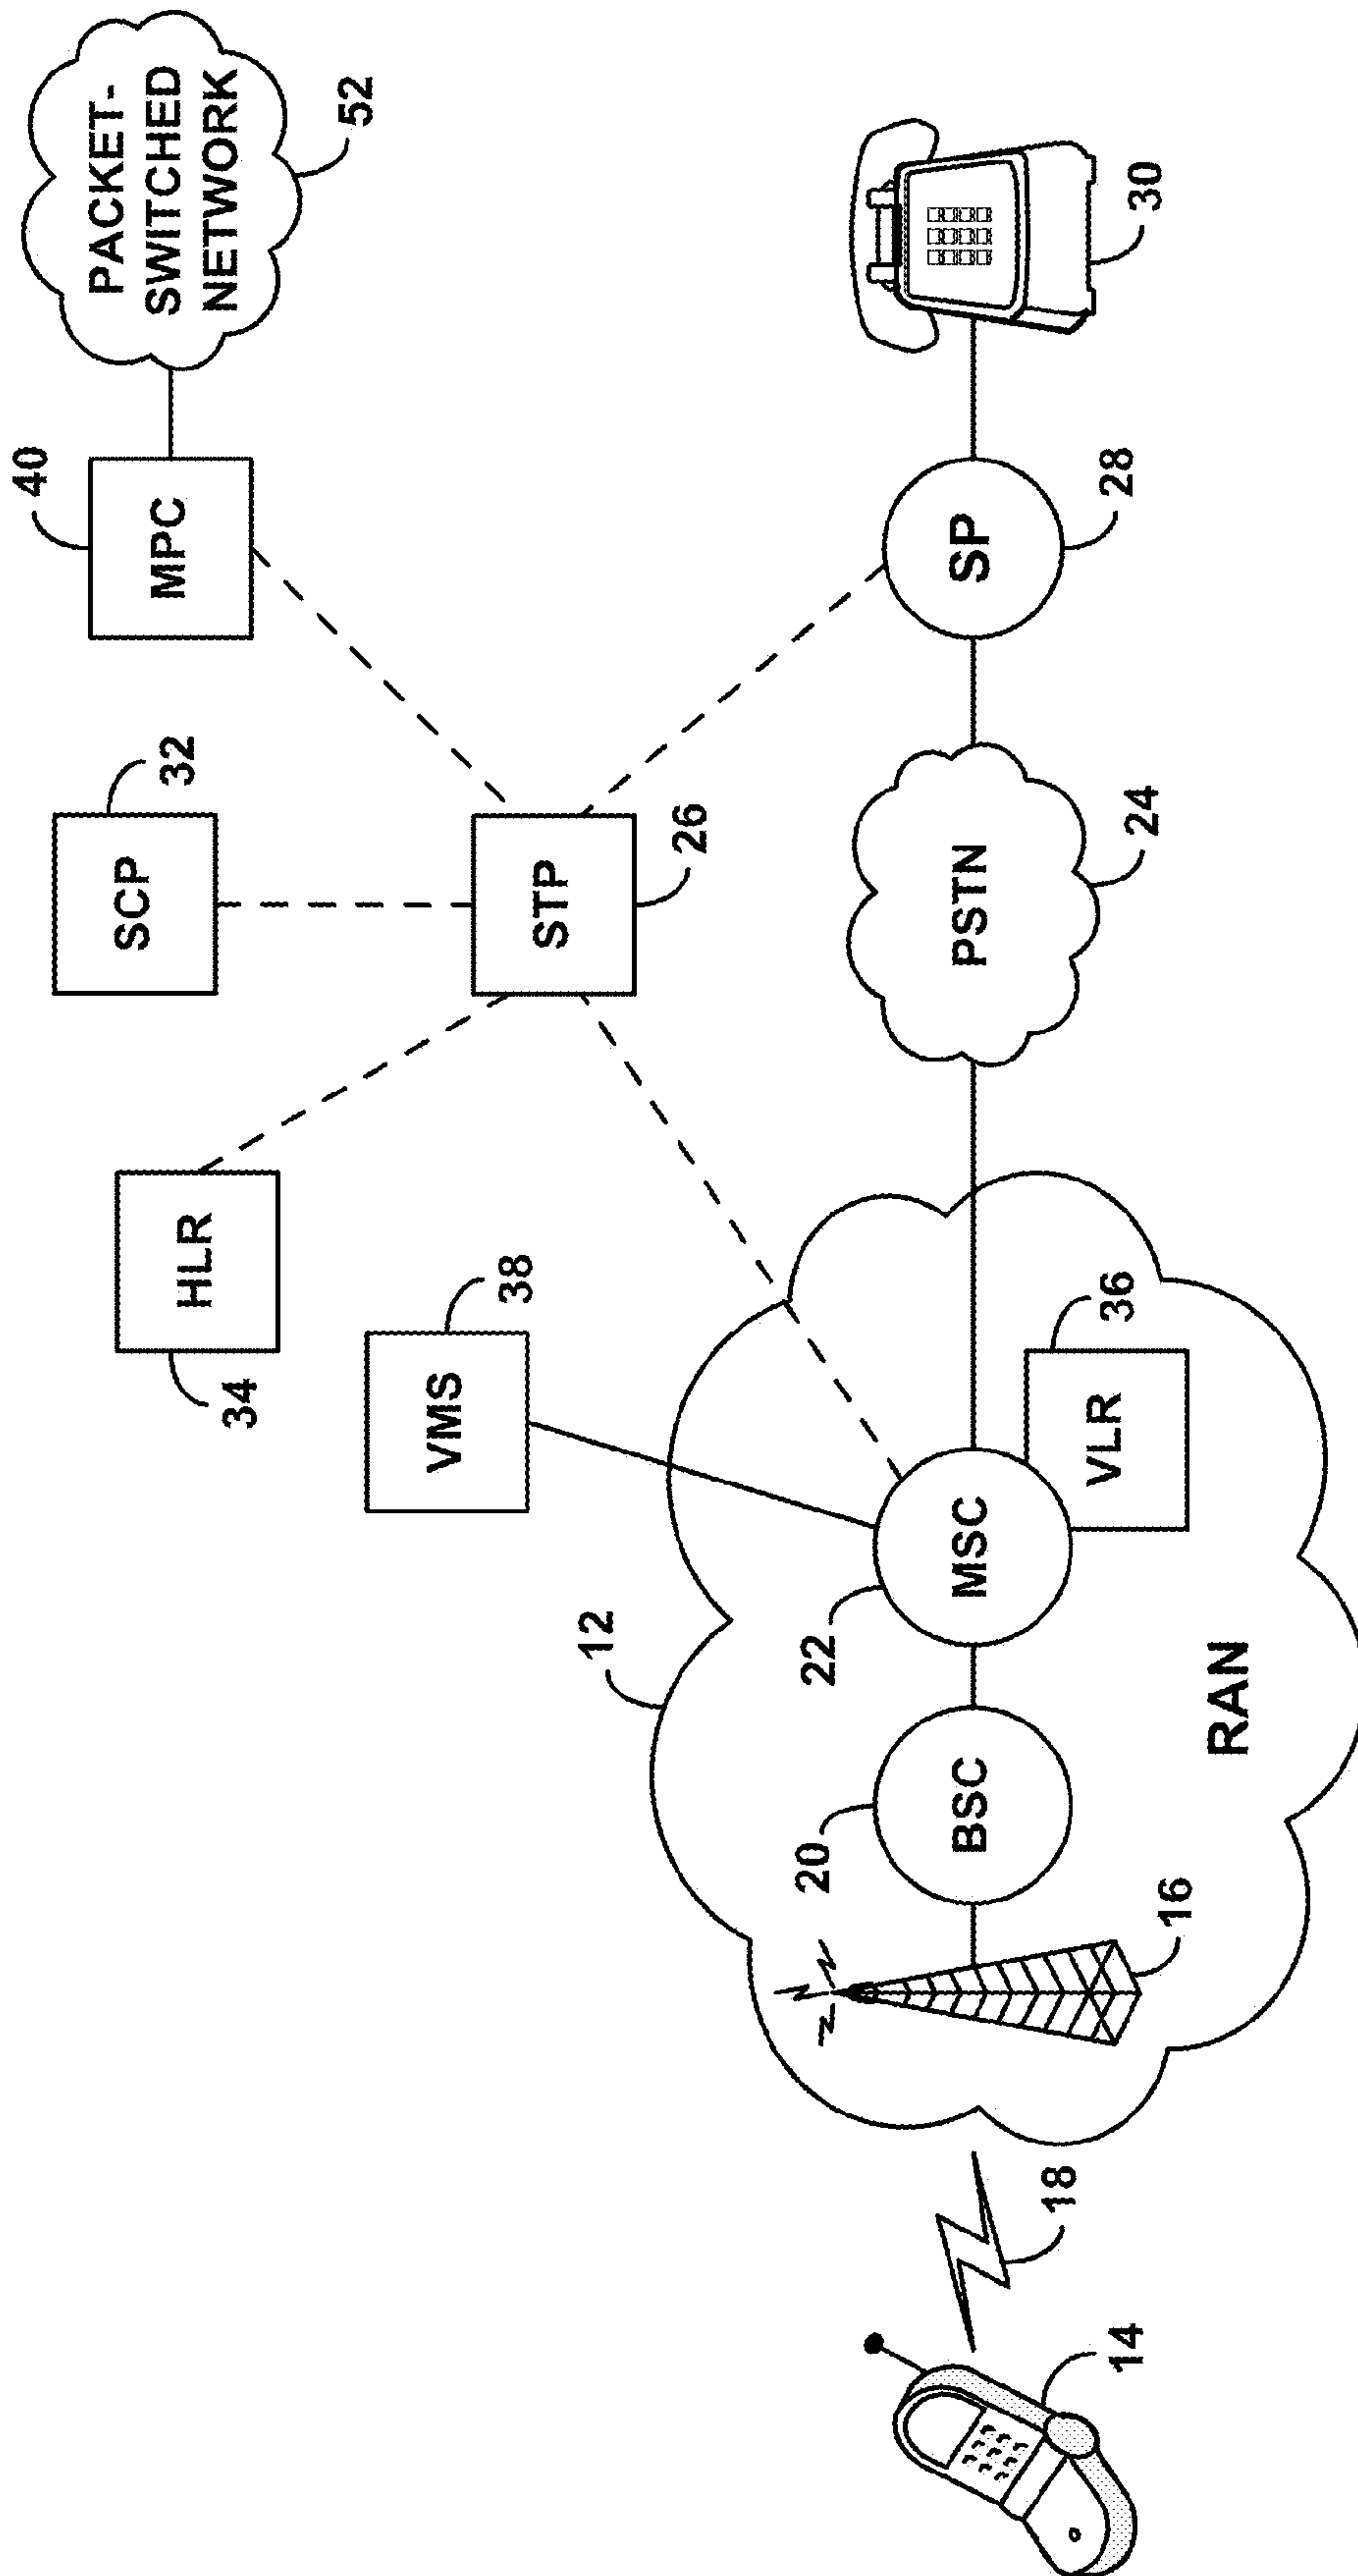 PACKET-
SWITCHED
NETWORK
52
40
MPC
SCP
32
HLR
34
STP
26
VMS
38
12
22
MSC
20
BSC
VLR
36
RAN
16
18
14
PSTN
24
SP
28
30